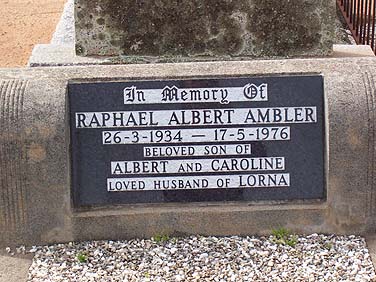 In Memory Of
RAPHAEL ALBERT AMBLER
26-3-1934 — 17-5-1976
BELOVED SON OF
ALBERT AND CAROLINE
LOVED HUSBAND OF LORNA